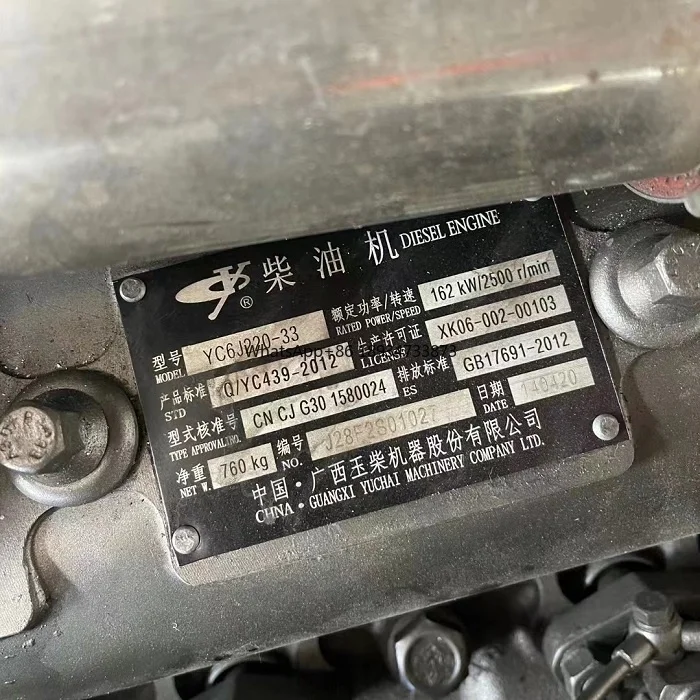 柴油机 DIESEL ENGINE
型号 MODEL YC6J220-33 额定功率/转速 RATED POWER/SPEED 162 kW/2500 r/min
产品标准 STD Q/YC439-2012 生产许可证 LICENSE XK06-002-00103
型式核准号 TYPE APPROVAL NO. CN CJ G30 1580024 排放标准 ES GB17691-2012
净重 NET W. 760 kg 编号 NO. J28F2S01027 日期 DATE 140420
中国·广西玉柴机器股份有限公司
CHNA·GUANGXI YUCHAI MACHINERY COMPANY LTD.
WhatsApp+86